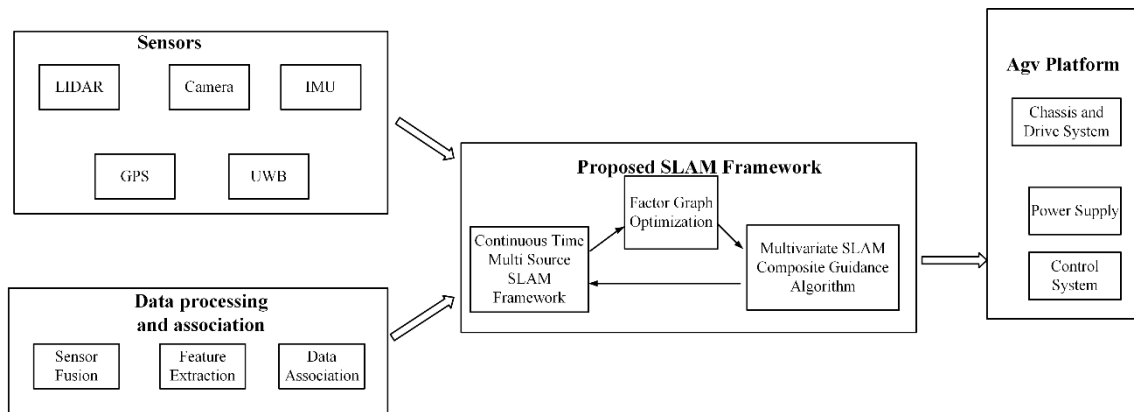 Sensors
LIDAR
Camera
IMU
GPS
UWB
Data processing
and association
Sensor
Fusion
Feature
Extraction
Data
Association
Proposed SLAM Framework
Continuous Time
Multi Source
SLAM
Framework
Factor Graph
Optimization
Multivariate SLAM
Composite Guidance
Algorithm
Agv Platform
Chassis and
Drive System
Power Supply
Control
System